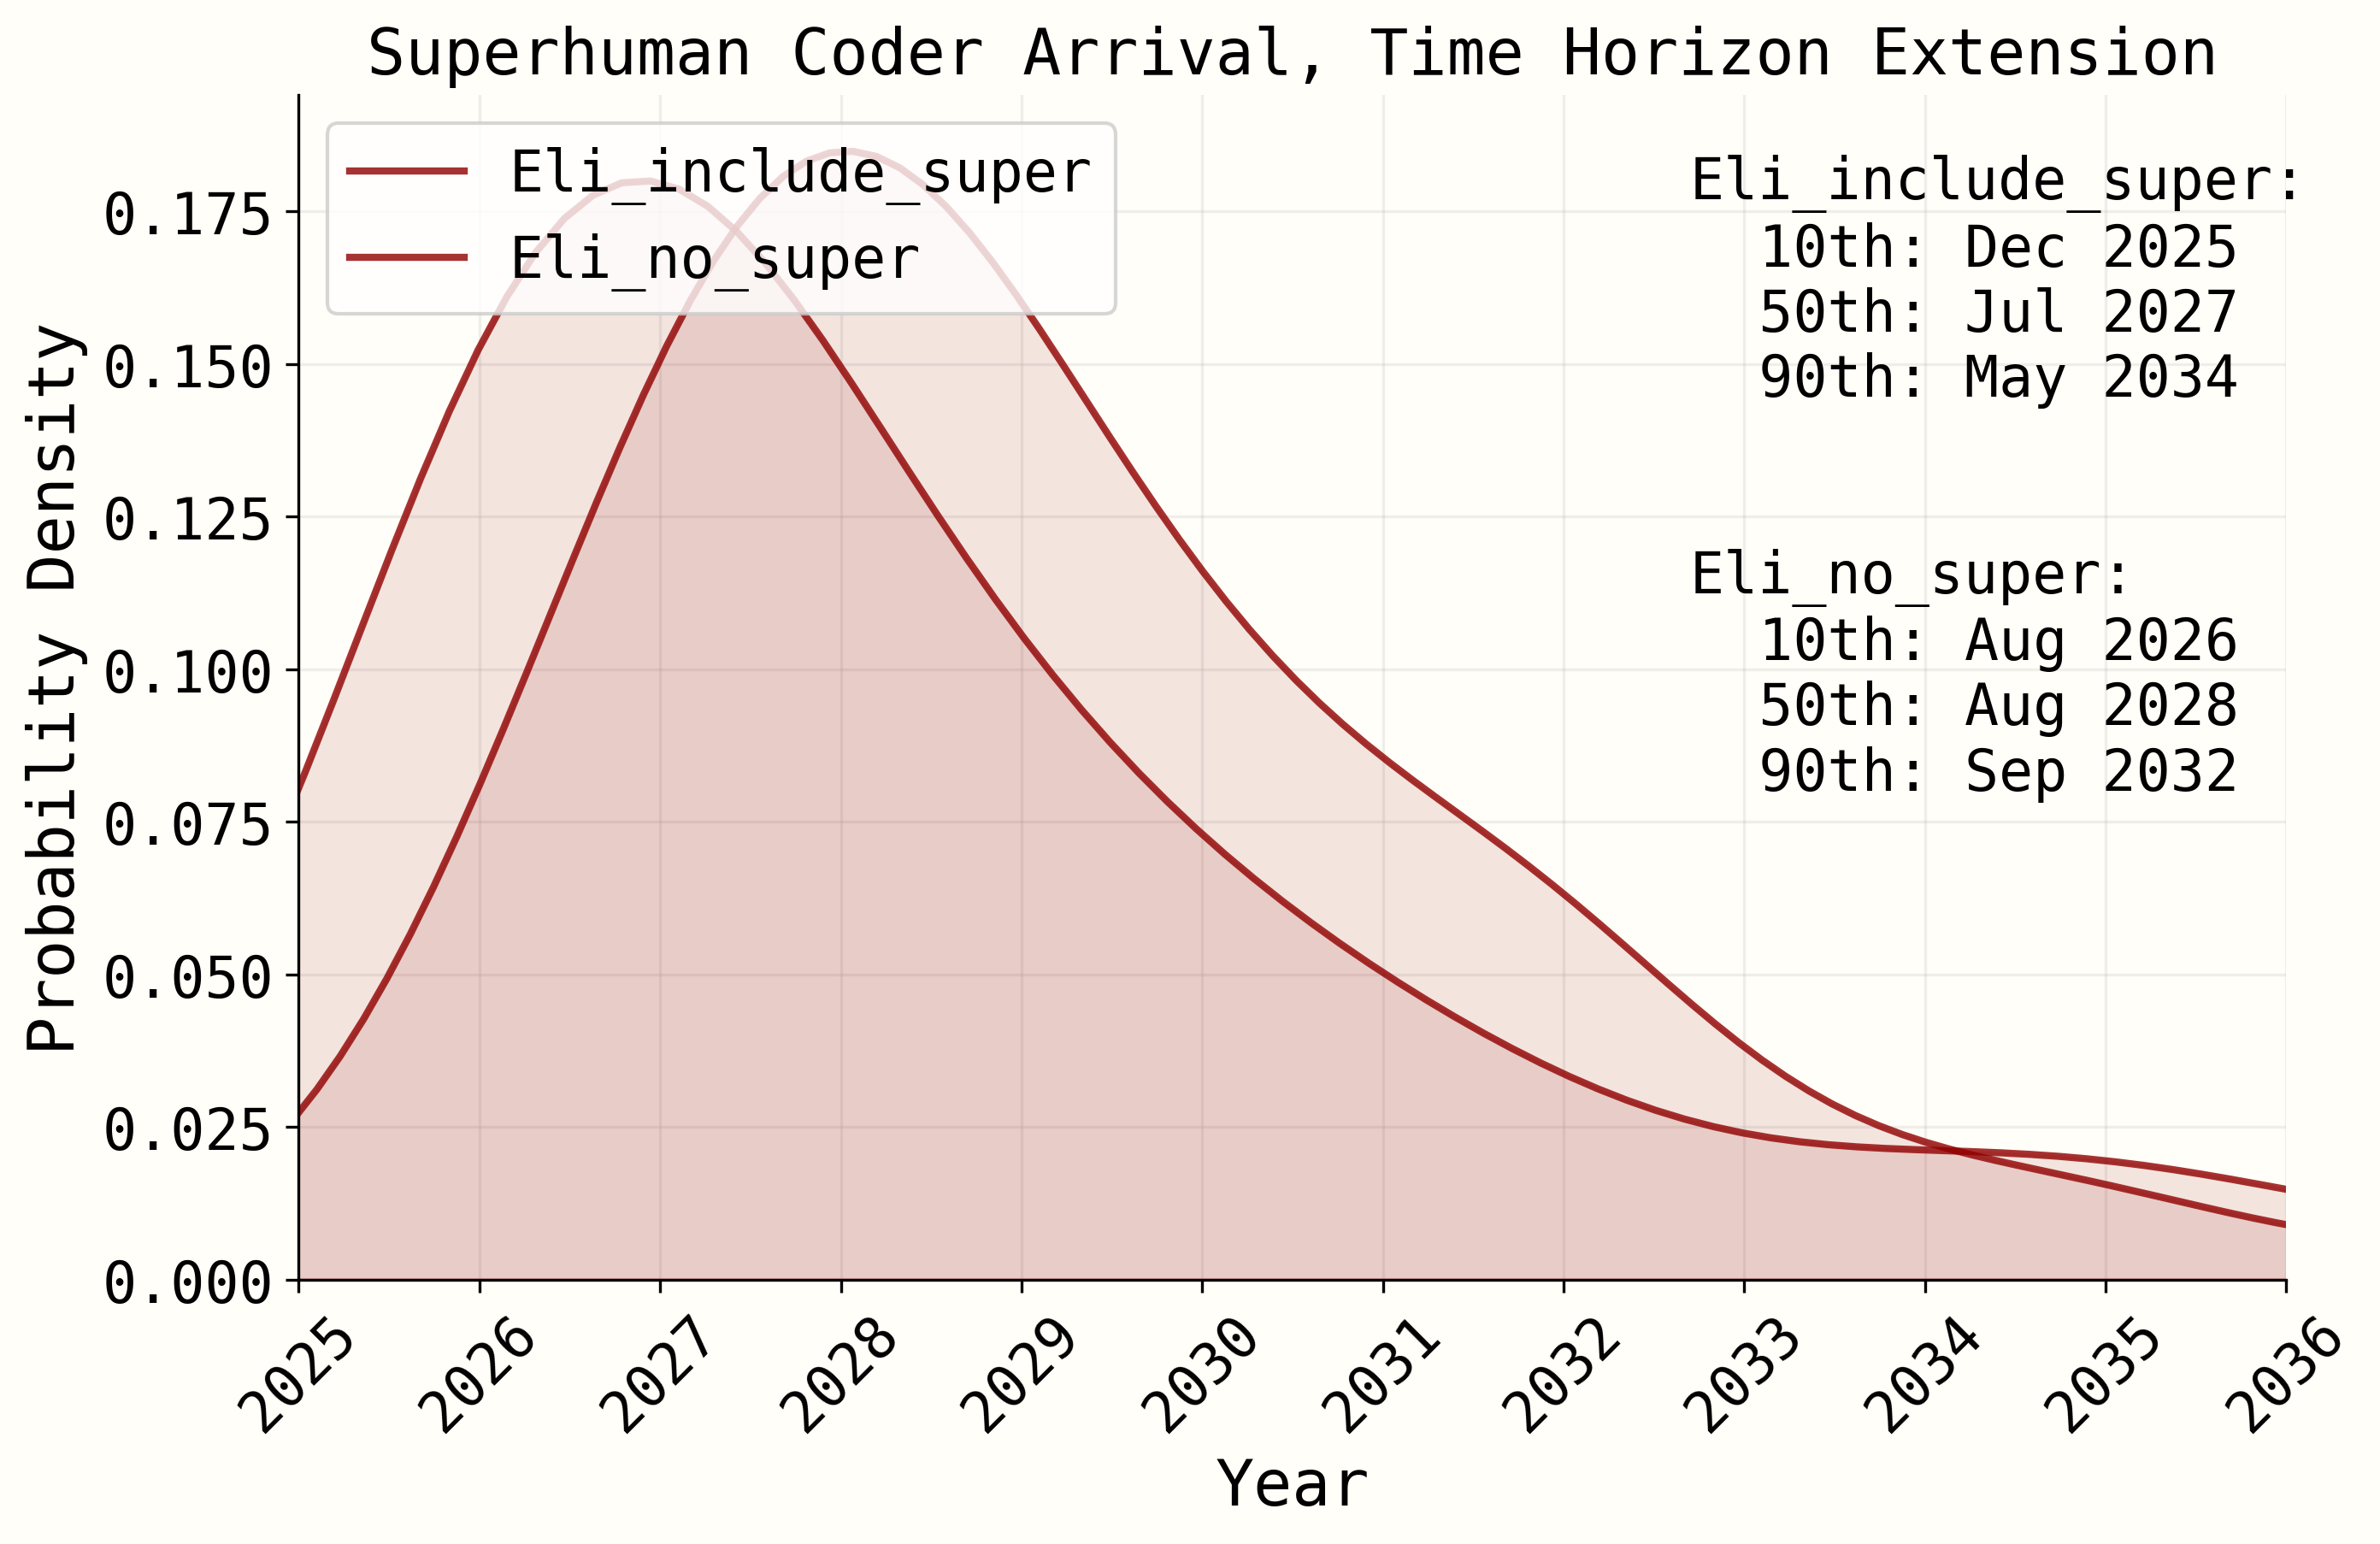 Superhuman Coder Arrival, Time Horizon Extension
Eli_include_super
Eli_no_super
Eli_include_super:
10th: Dec 2025
50th: Jul 2027
90th: May 2034
Eli_no_super:
10th: Aug 2026
50th: Aug 2028
90th: Sep 2032
Probability Density
0.175
0.150
0.125
0.100
0.075
0.050
0.025
0.000
2025
2026
2027
2028
2029
2030
2031
2032
2033
2034
2035
2036
Year